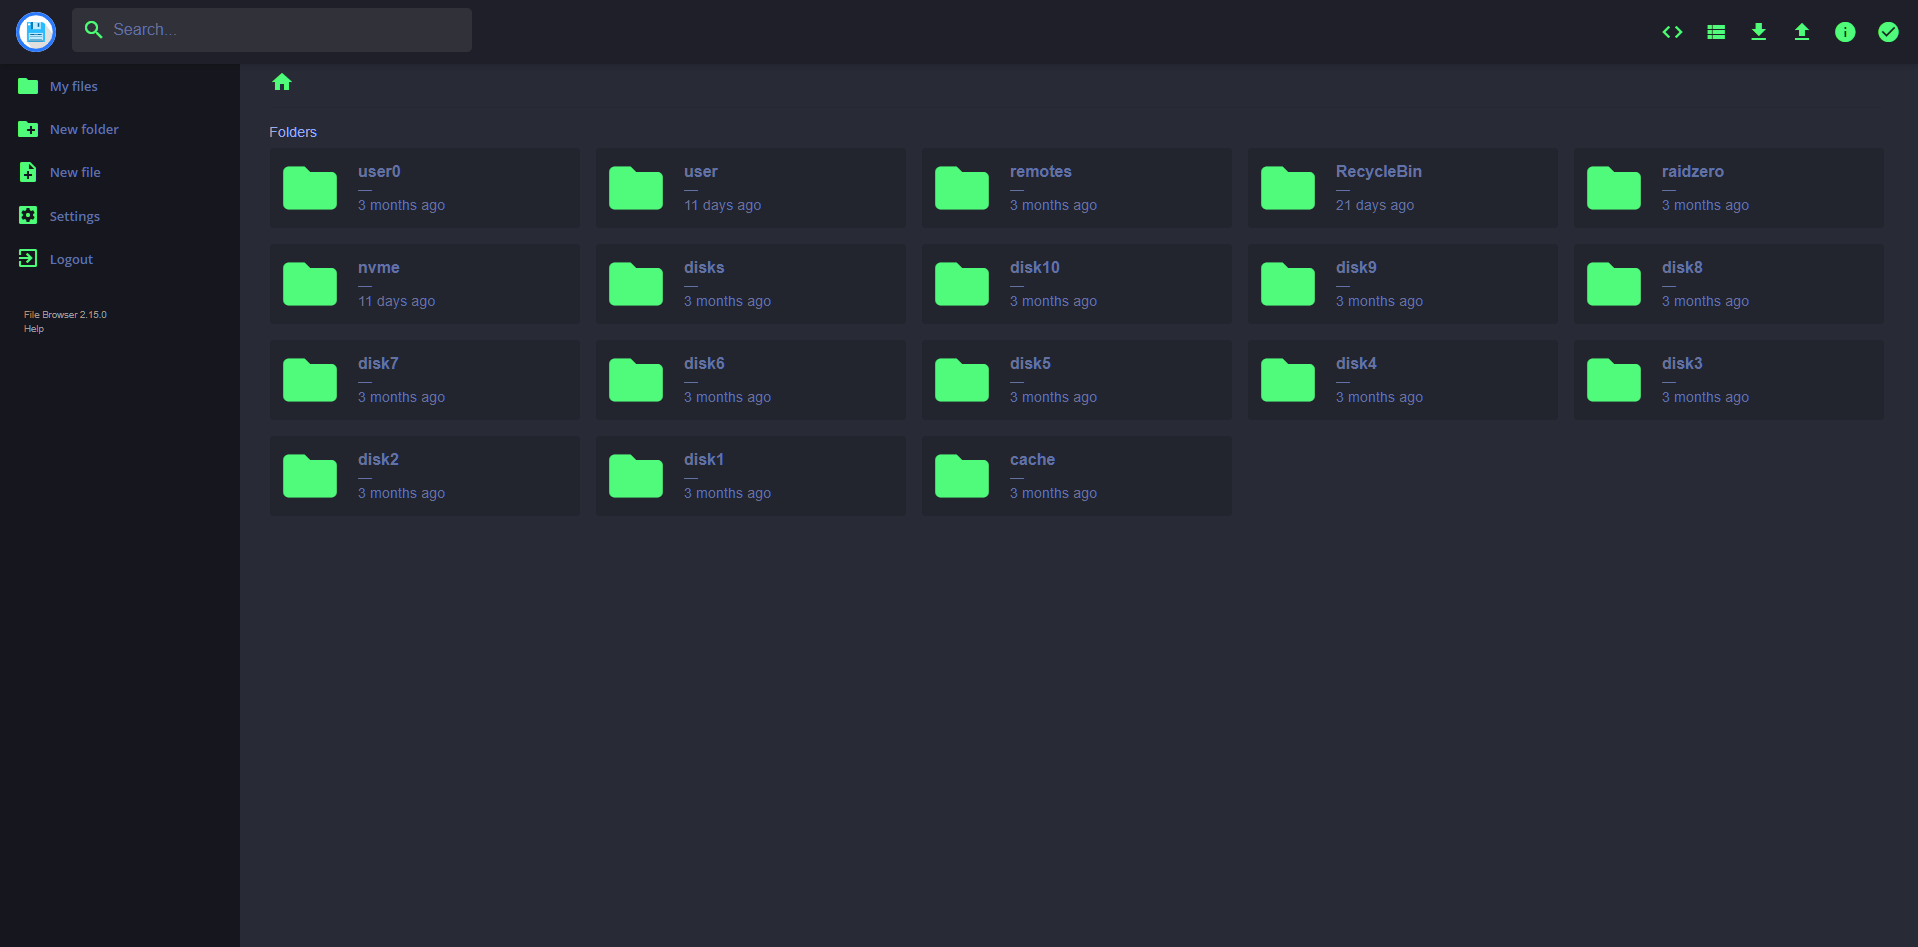 Search...
My files
New folder
New file
Settings
Logout
File Browser 2.15.0
Help
Folders
user0
—
3 months ago
user
—
11 days ago
remotes
—
3 months ago
RecycleBin
—
21 days ago
raidzero
—
3 months ago
nvme
—
11 days ago
disks
—
3 months ago
disk10
—
3 months ago
disk9
—
3 months ago
disk8
—
3 months ago
disk7
—
3 months ago
disk6
—
3 months ago
disk5
—
3 months ago
disk4
—
3 months ago
disk3
—
3 months ago
disk2
—
3 months ago
disk1
—
3 months ago
cache
—
3 months ago